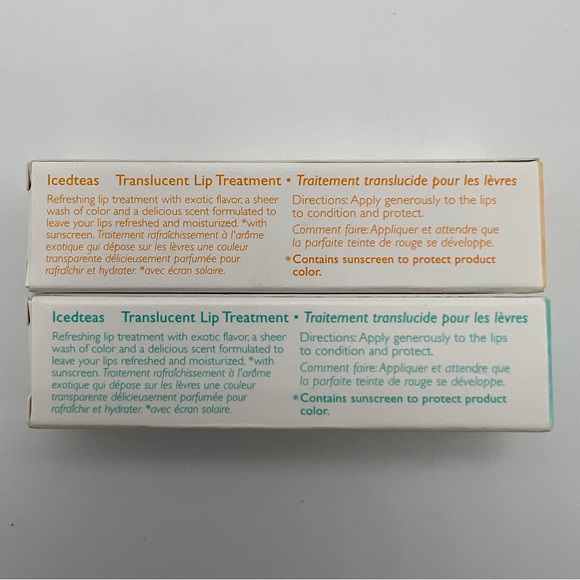 Icedteas Translucent Lip Treatment • Traitement translucide pour les lèvres
Refreshing lip treatment with exotic flavor, a sheer
wash of color and a delicious scent formulated to
leave your lips refreshed and moisturized. *with
sunscreen. Traitement rafraîchissement à l'arôme
exotique qui dépose sur les lèvres une couleur
transparente délicieusement parfumée pour
rafraîchir et hydrater. *avec écran solaire.
Directions: Apply generously to the lips
to condition and protect.
Comment faire: Appliquer et attendre que
la parfaite teinte de rouge se développe.
*Contains sunscreen to protect product
color.
Icedteas Translucent Lip Treatment • Traitement translucide pour les lèvres
Refreshing lip treatment with exotic flavor, a sheer
wash of color and a delicious scent formulated to
leave your lips refreshed and moisturized. *with
sunscreen. Traitement rafraîchissement à l'arôme
exotique qui dépose sur les lèvres une couleur
transparente délicieusement parfumée pour
rafraîchir et hydrater. *avec écran solaire.
Directions: Apply generously to the lips
to condition and protect.
Comment faire: Appliquer et attendre que
la parfaite teinte de rouge se développe.
*Contains sunscreen to protect product
color.